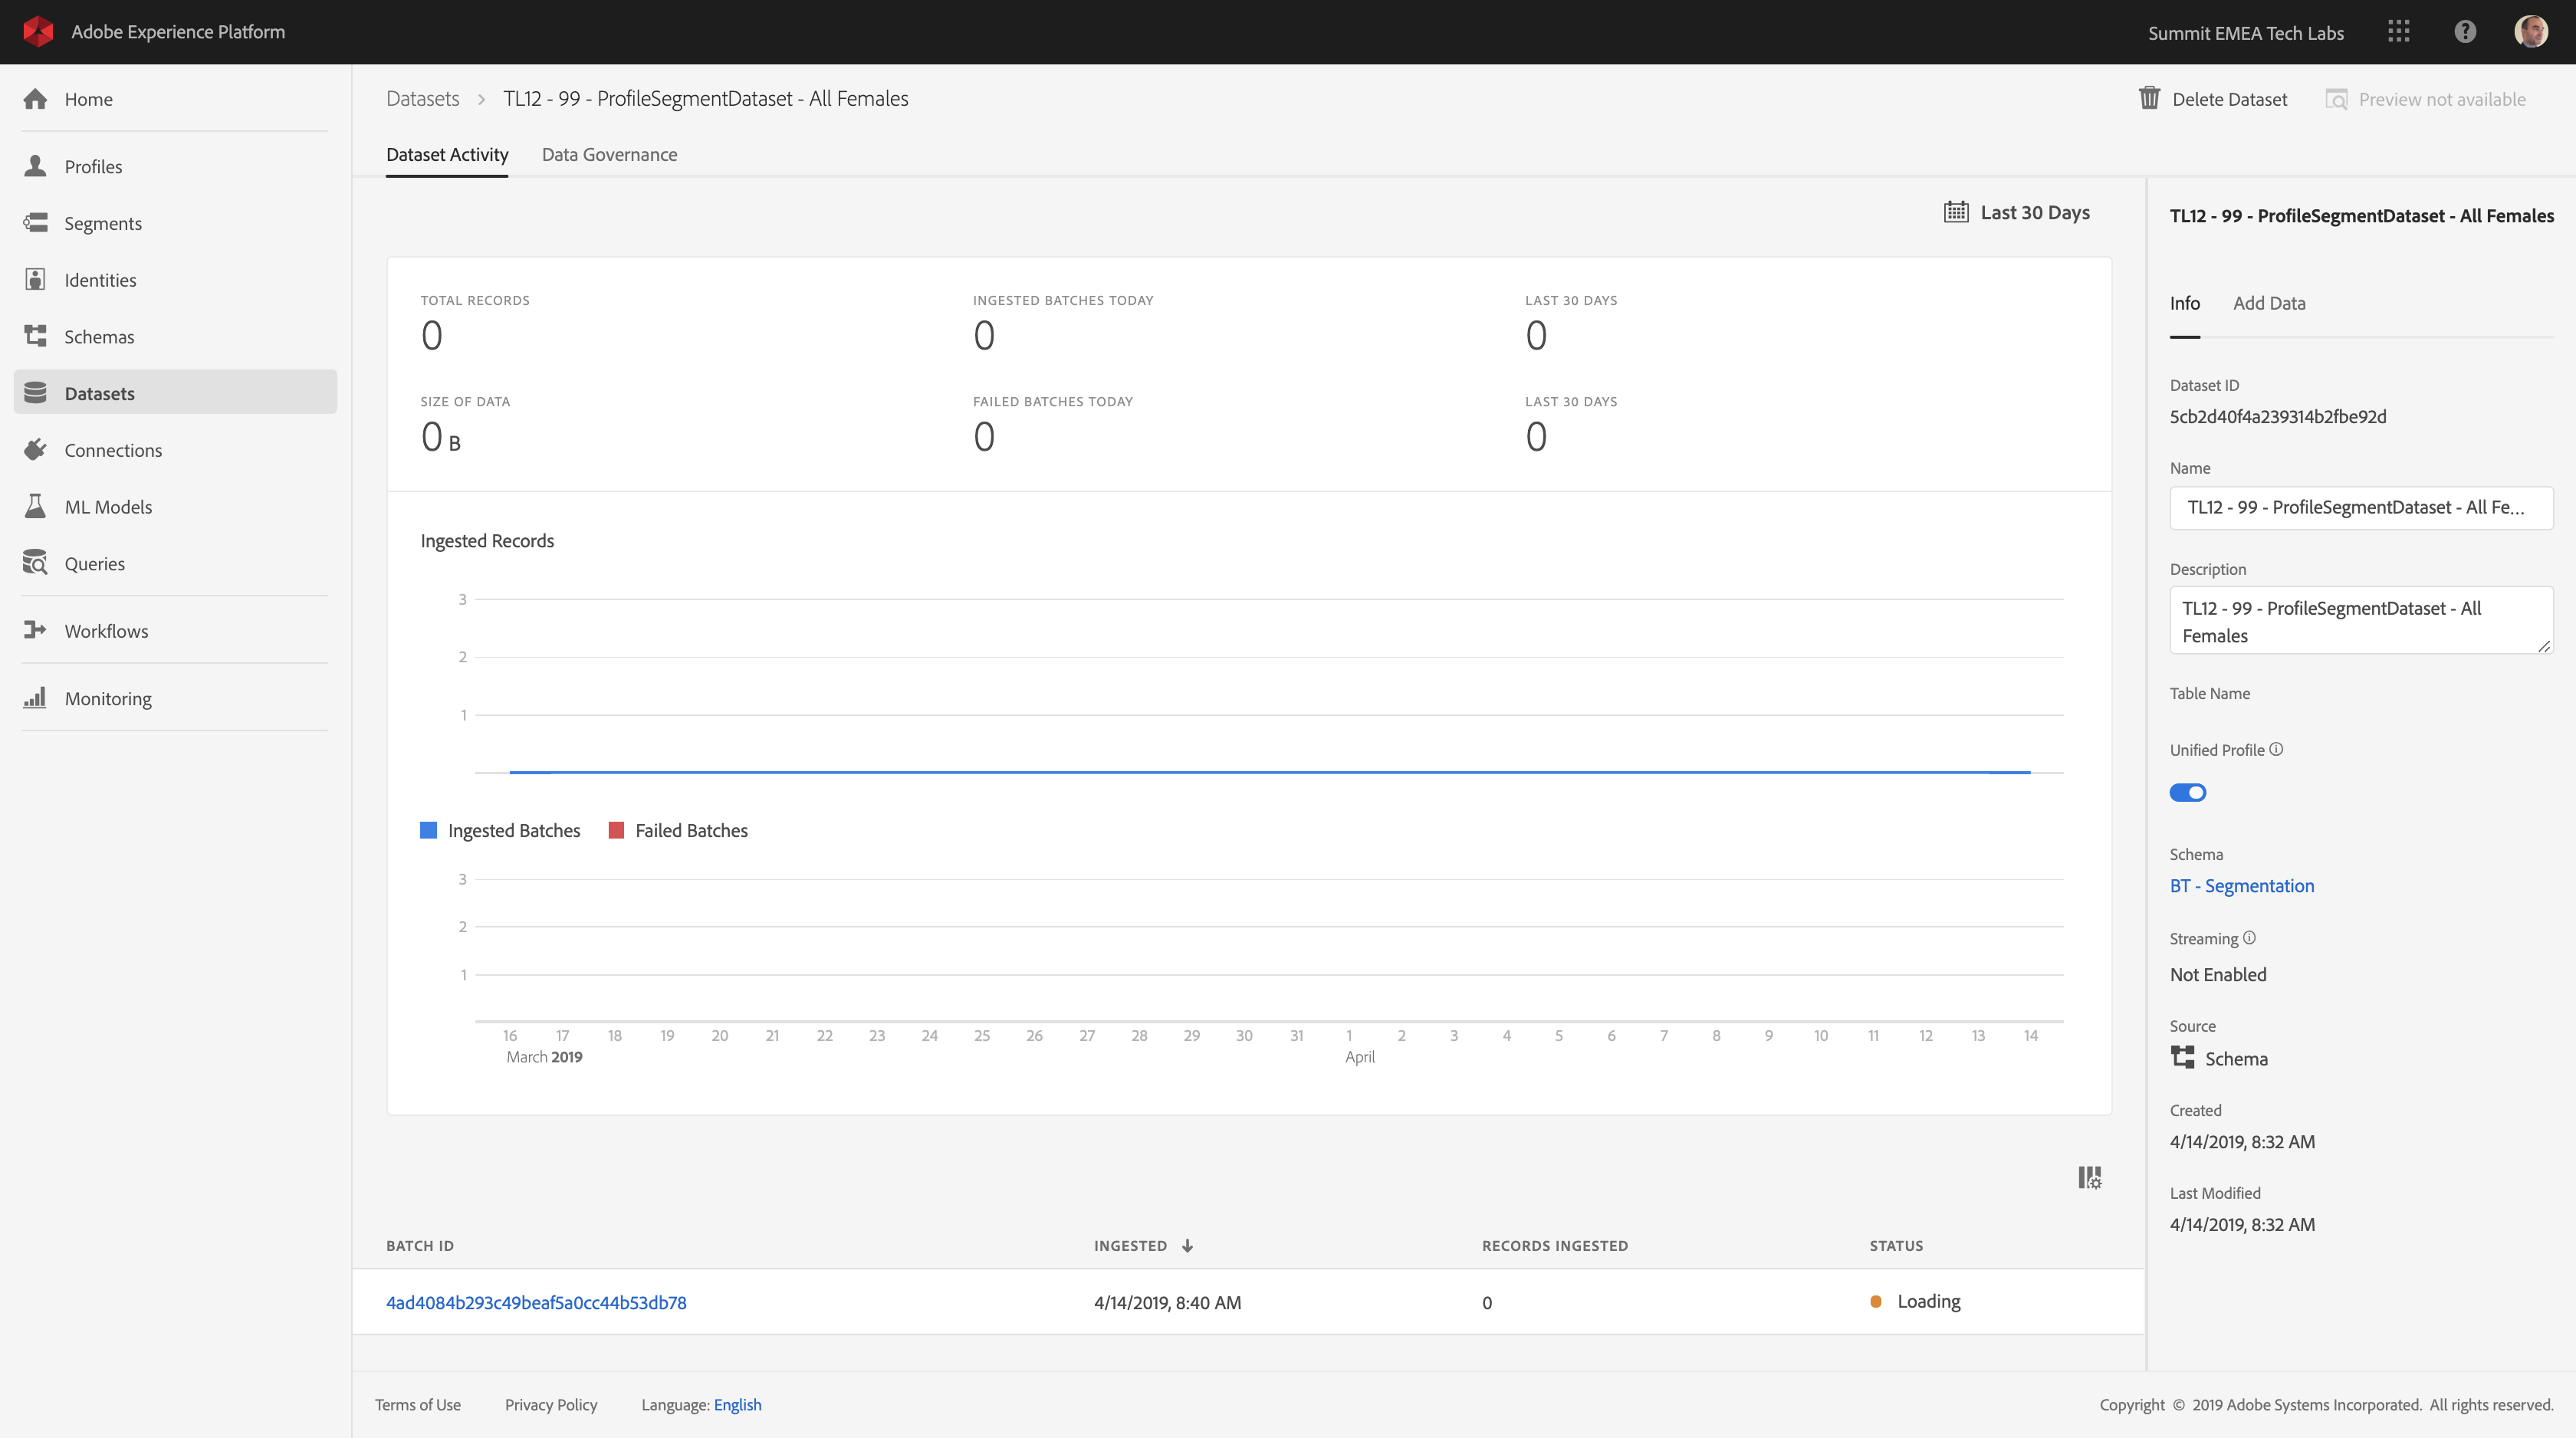 Adobe Experience Platform
Summit EMEA Tech Labs
Home
Profiles
Segments
Identities
Schemas
Datasets
Connections
ML Models
Queries
Workflows
Monitoring
Datasets > TL12 - 99 - ProfileSegmentDataset - All Females
Delete Dataset
Preview not available
Dataset Activity
Data Governance
Last 30 Days
TOTAL RECORDS
0
INGESTED BATCHES TODAY
0
LAST 30 DAYS
0
SIZE OF DATA
0 B
FAILED BATCHES TODAY
0
LAST 30 DAYS
0
Ingested Records
3
2
1
Ingested Batches
Failed Batches
3
2
1
16 17 18 19 20 21 22 23 24 25 26 27 28 29 30 31 1 2 3 4 5 6 7 8 9 10 11 12 13 14
March 2019 April
BATCH ID INGESTED RECORDS INGESTED STATUS
4ad4084b293c49beaf5a0cc44b53db78 4/14/2019, 8:40 AM 0 Loading
TL12 - 99 - ProfileSegmentDataset - All Females
Info
Add Data
Dataset ID
5cb2d40f4a239314b2fbe92d
Name
TL12 - 99 - ProfileSegmentDataset - All Fe...
Description
TL12 - 99 - ProfileSegmentDataset - All
Females
Table Name
Unified Profile
Schema
BT - Segmentation
Streaming
Not Enabled
Source
Schema
Created
4/14/2019, 8:32 AM
Last Modified
4/14/2019, 8:32 AM
Terms of Use
Privacy Policy
Language: English
Copyright © 2019 Adobe Systems Incorporated. All rights reserved.